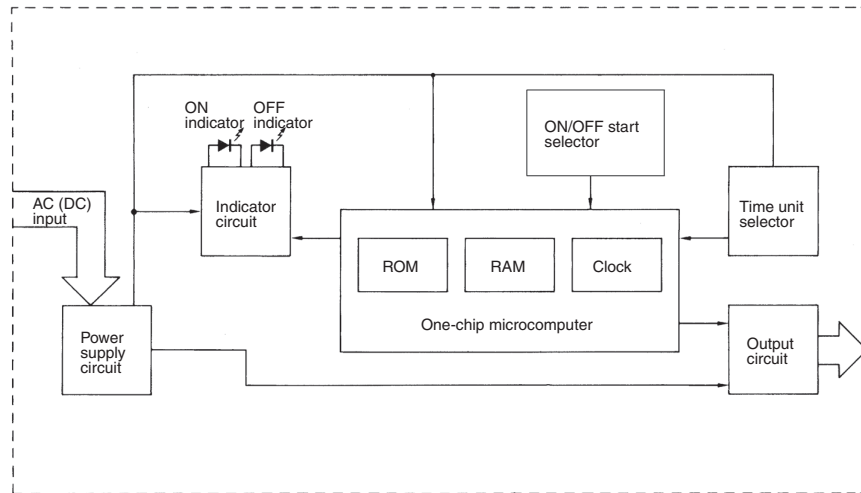 ON
indicator
OFF
indicator
ON/OFF start
selector
AC (DC)
input
Indicator
circuit
Time unit
selector
ROM
RAM
Clock
One-chip microcomputer
Power
supply
circuit
Output
circuit